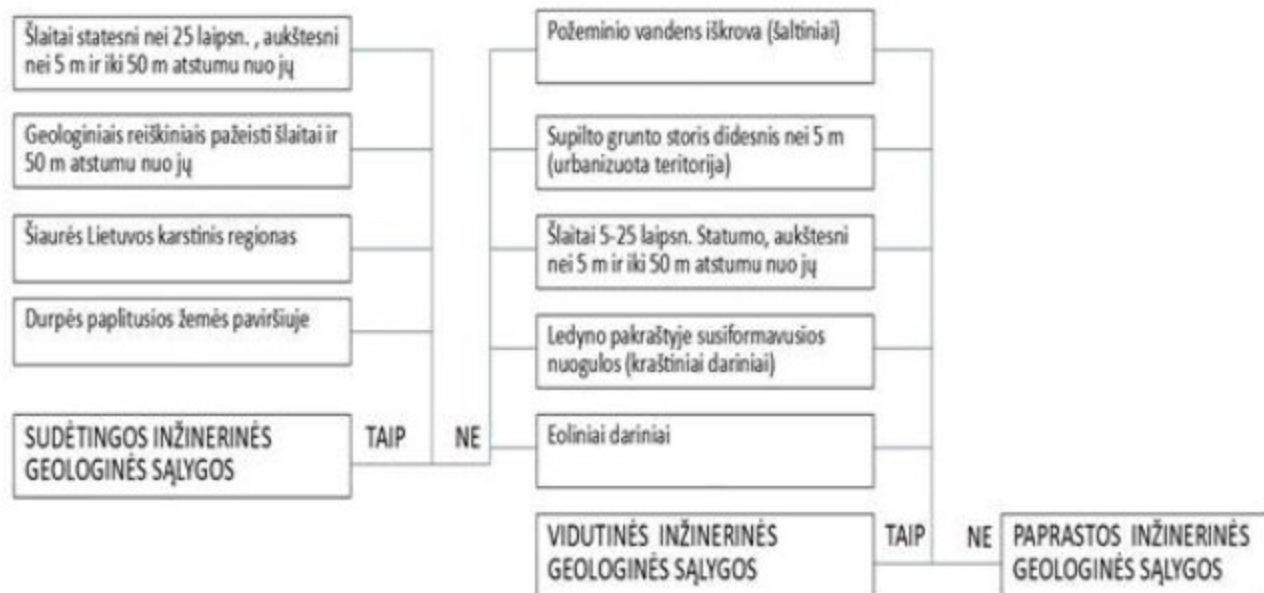 Šlaitai statesni nei 25 laipsn. , aukštesni
nei 5 m ir iki 50 m atstumu nuo jų
Geologiniais reiškiniais pažeisti šlaitai ir
50 m atstumu nuo jų
Šiaurės Lietuvos karstinis regionas
Durpės paplitusios žemės paviršiuje
SUDĖTINGOS INŽINERINĖS
GEOLOGINĖS SĄLYGOS
TAIP
NE
Požeminio vandens iškrova (šaltiniai)
Supilto grunto storis didesnis nei 5 m
(urbanizuota teritorija)
Šlaitai 5-25 laipsn. Statumo, aukštesni
nei 5 m ir iki 50 m atstumu nuo jų
Ledyno pakraštyje susiformavusios
nuogulos (kraštiniai dariniai)
Eoliniai dariniai
VIDUTINĖS INŽINERINĖS
GEOLOGINĖS SĄLYGOS
TAIP
NE
PAPRASTOS INŽINERINĖS
GEOLOGINĖS SĄLYGOS